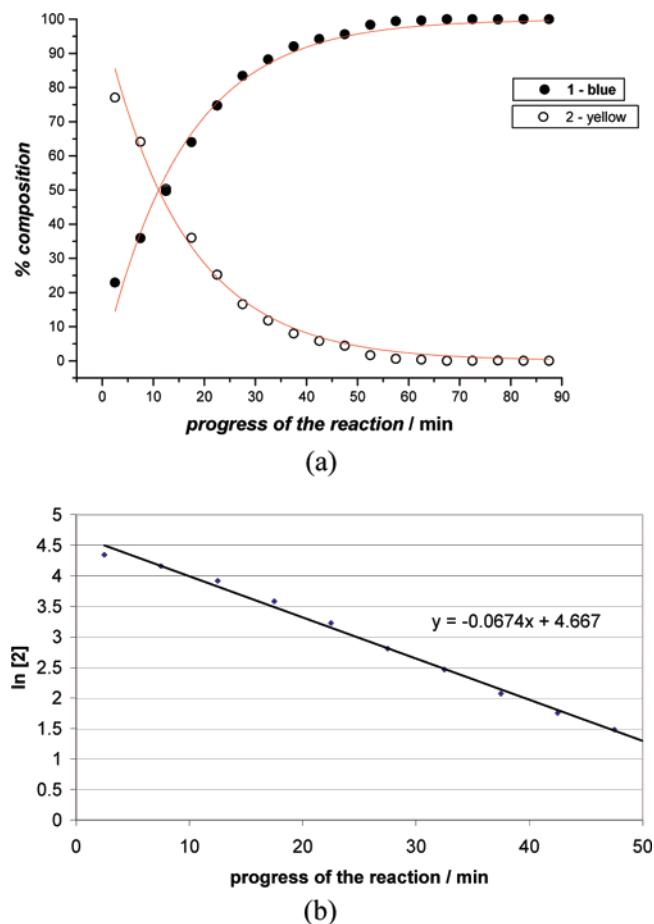 100
90
80
70
60
50
40
30
20
10
0
% composition
1 - blue
2 - yellow
0 10 20 30 40 50 60 70 80 90
progress of the reaction / min
(a)
5
4.5
4
3.5
3
2.5
2
1.5
1
0.5
0
ln [2]
y = -0.0674x + 4.667
0 10 20 30 40 50
progress of the reaction / min
(b)